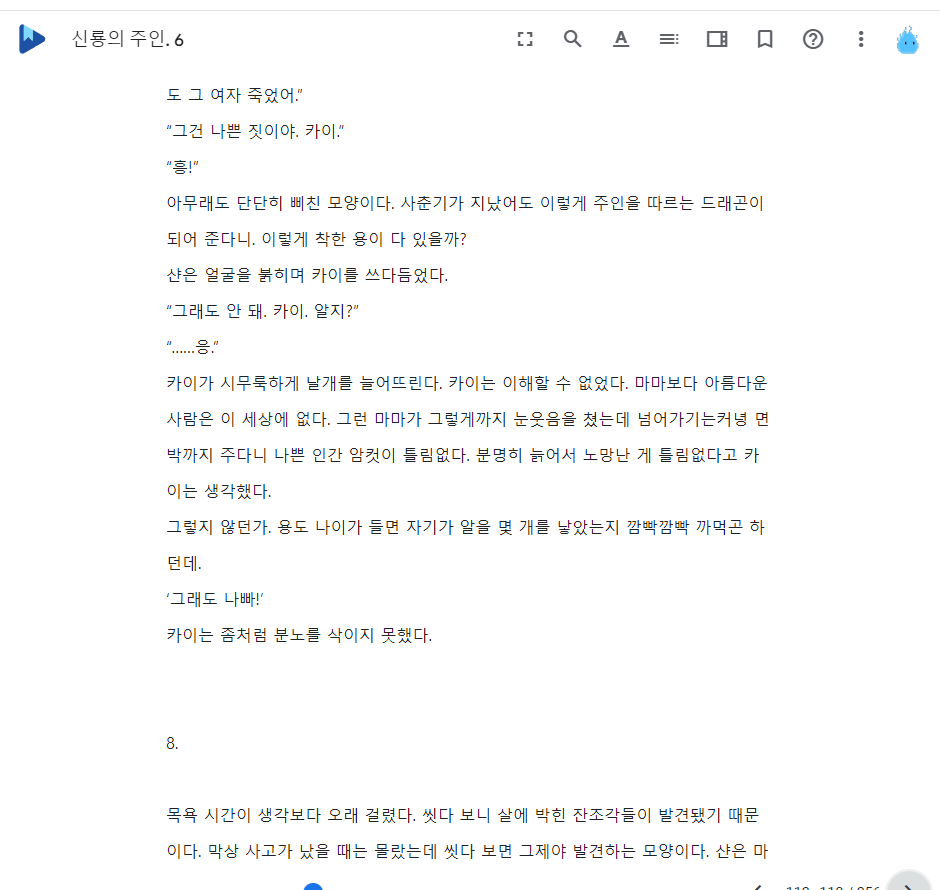 신룡의 주인. 6
도 그 여자 죽었어.”
“그건 나쁜 짓이야. 카이.”
“흥!”
아무래도 단단히 삐친 모양이다. 사춘기가 지났어도 이렇게 주인을 따르는 드래곤이
되어 준다니. 이렇게 착한 용이 다 있을까?
샨은 얼굴을 붉히며 카이를 쓰다듬었다.
“그래도 안 돼. 카이. 알지?”
“……응.”
카이가 시무룩하게 날개를 늘어뜨린다. 카이는 이해할 수 없었다. 마마보다 아름다운
사람은 이 세상에 없다. 그런 마마가 그렇게까지 눈웃음을 쳤는데 넘어가기는커녕 면
박까지 주다니 나쁜 인간 암컷이 틀림없다. 분명히 늙어서 노망난 게 틀림없다고 카
이는 생각했다.
그렇지 않던가. 용도 나이가 들면 자기가 알을 몇 개를 낳았는지 깜빡깜빡 까먹곤 하
던데.
‘그래도 나빠!’
카이는 좀처럼 분노를 삭이지 못했다.
8.
목욕 시간이 생각보다 오래 걸렸다. 씻다 보니 살에 박힌 잔조각들이 발견됐기 때문
이다. 막상 사고가 났을 때는 몰랐는데 씻다 보면 그제야 발견하는 모양이다. 샨은 마